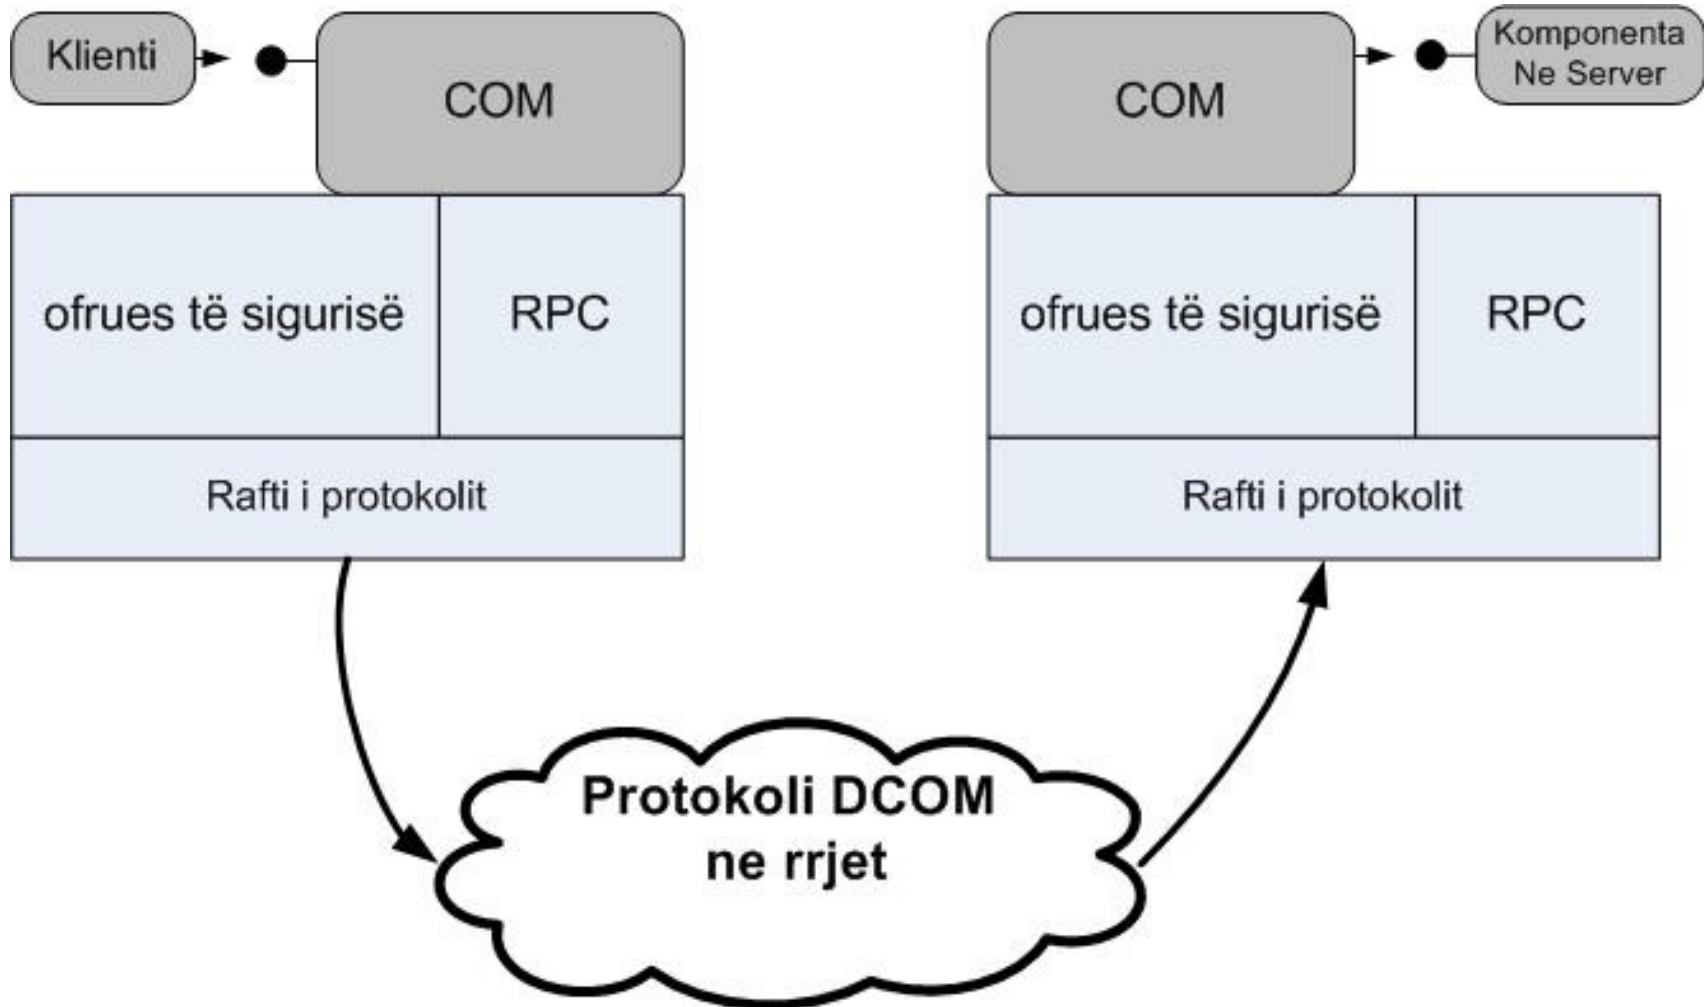 Klienti
COM
COM
Komponenta
Ne Server
ofrues të sigurisë
RPC
ofrues të sigurisë
RPC
Rafti i protokolit
Rafti i protokolit
Protokoli DCOM
ne rrjet